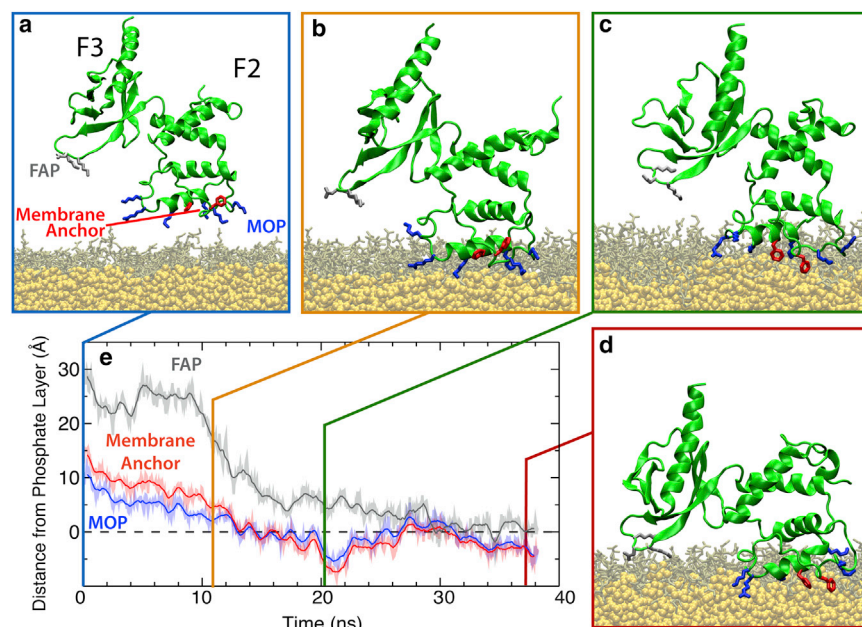 a
F3
F2
FAP
Membrane
Anchor
MOP
b
c
d
e
FAP
Membrane
Anchor
MOP
Distance from Phosphate Layer (Å)
30
20
10
0
0
10
20
30
40
Time (ns)